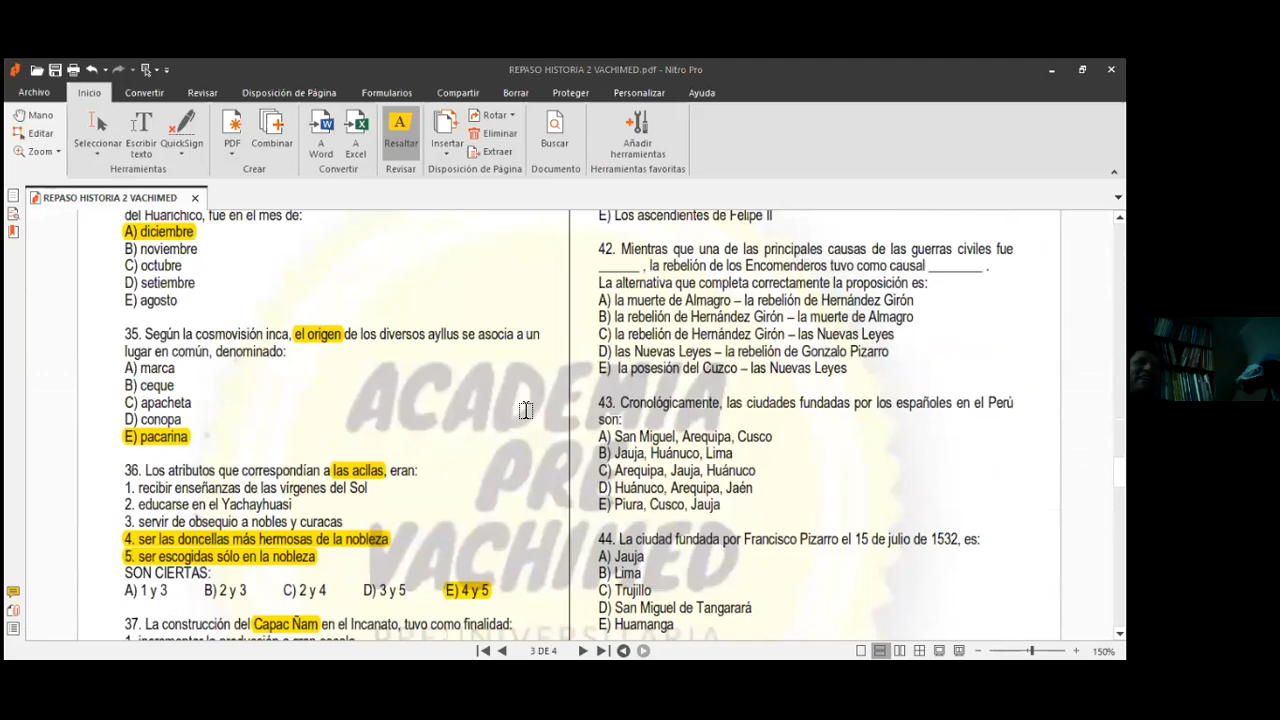 REPASO HISTORIA 2 VACHIMED.pdf - Nitro Pro
Archivo Inicio Convertir Revisar Disposición de Página Formularios Compartir Borrar Proteger Personalizar Ayuda
Mano
Editar
Zoom
Seleccionar
Escribir texto
QuickSign
Herramientas
PDF
Combinar
Crear
A Word
A Excel
Convertir
Resaltar
Revisar
Insertar
Rotar
Eliminar
Extraer
Disposición de Página
Buscar
Documento
Añadir herramientas
Herramientas favoritas
REPASO HISTORIA 2 VACHIMED
del Huarichico, fue en el mes de:
A) diciembre
B) noviembre
C) octubre
D) setiembre
E) agosto
35. Según la cosmovisión inca, el origen de los diversos ayllus se asocia a un
lugar en común, denominado:
A) marca
B) ceque
C) apacheta
D) conopa
E) pacarina
36. Los atributos que correspondían a las acllas, eran:
1. recibir enseñanzas de las vírgenes del Sol
2. educarse en el Yachayhuasi
3. servir de obsequio a nobles y curacas
4. ser las doncellas más hermosas de la nobleza
5. ser escogidas sólo en la nobleza
SON CIERTAS:
A) 1 y 3 B) 2 y 3 C) 2 y 4 D) 3 y 5 E) 4 y 5
37. La construcción del Capac Ñam en el Incanato, tuvo como finalidad:
1. incrementar la producción a gran escala
E) Los ascendientes de Felipe II
42. Mientras que una de las principales causas de las guerras civiles fue
______ , la rebelión de los Encomenderos tuvo como causal ________ .
La alternativa que completa correctamente la proposición es:
A) la muerte de Almagro – la rebelión de Hernández Girón
B) la rebelión de Hernández Girón – la muerte de Almagro
C) la rebelión de Hernández Girón – las Nuevas Leyes
D) las Nuevas Leyes – la rebelión de Gonzalo Pizarro
E) la posesión del Cuzco – las Nuevas Leyes
43. Cronológicamente, las ciudades fundadas por los españoles en el Perú
son:
A) San Miguel, Arequipa, Cusco
B) Jauja, Huánuco, Lima
C) Arequipa, Jauja, Huánuco
D) Huánuco, Arequipa, Jaén
E) Piura, Cusco, Jauja
44. La ciudad fundada por Francisco Pizarro el 15 de julio de 1532, es:
A) Jauja
B) Lima
C) Trujillo
D) San Miguel de Tangarará
E) Huamanga
ACADEMIA
PRE
VACHIMED
PREUNIVERSITARIA
3 DE 4
150%